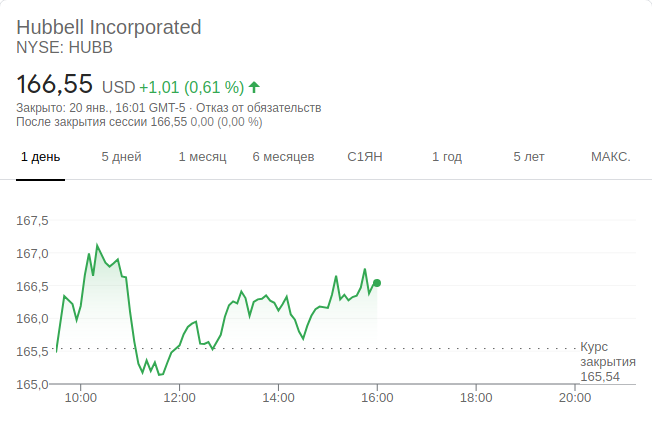 Hubbell Incorporated
NYSE: HUBB
166,55 USD +1,01 (0,61 %)
Закрыто: 20 янв., 16:01 GMT-5 · Отказ от обязательств
После закрытия сессии 166,55 0,00 (0,00 %)
1 день 5 дней 1 месяц 6 месяцев С1ЯН 1 год 5 лет МАКС.
167,5
167,0
166,5
166,0
165,5
165,0
Курс
закрытия
165,54
10:00 12:00 14:00 16:00 18:00 20:00